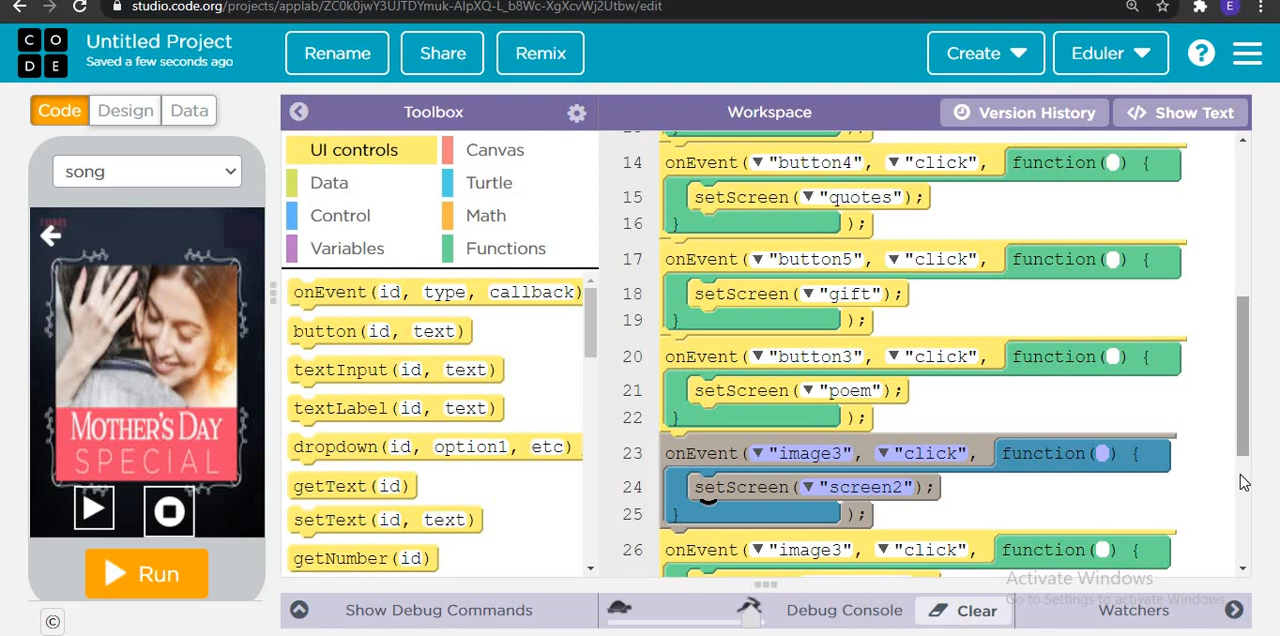 studio.code.org/projects/applab/ZC0k0jwY3UJTDYmuk-AIpXQ-L_b8Wc-XgXcvWj2Utbw/edit
E
C O
D E
Untitled Project
Saved a few seconds ago
Rename
Share
Remix
Create
Eduler
?
Code
Design
Data
Toolbox
Workspace
Version History
</> Show Text
song
MOTHER'S DAY
SPECIAL
Run
©
UI controls
Canvas
Data
Turtle
Control
Math
Variables
Functions
onEvent(id, type, callback)
button(id, text)
textInput(id, text)
textLabel(id, text)
dropdown(id, option1, etc)
getText(id)
setText(id, text)
getNumber(id)
} );
14 onEvent( "button4", "click", function( ) {
15 setScreen( "quotes");
16 } );
17 onEvent( "button5", "click", function( ) {
18 setScreen( "gift");
19 } );
20 onEvent( "button3", "click", function( ) {
21 setScreen( "poem");
22 } );
23 onEvent( "image3", "click", function( ) {
24 setScreen( "screen2");
25 } );
26 onEvent( "image3", "click", function( ) {
Activate Windows
Go to Settings to activate Windows.
Show Debug Commands
Debug Console
Clear
Watchers